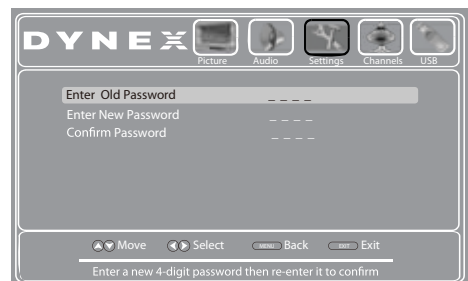 DYNEX
Picture Audio Settings Channels USB
Enter Old Password _ _ _ _
Enter New Password _ _ _ _
Confirm Password _ _ _ _
Move Select MENU Back EXIT Exit
Enter a new 4-digit password then re-enter it to confirm